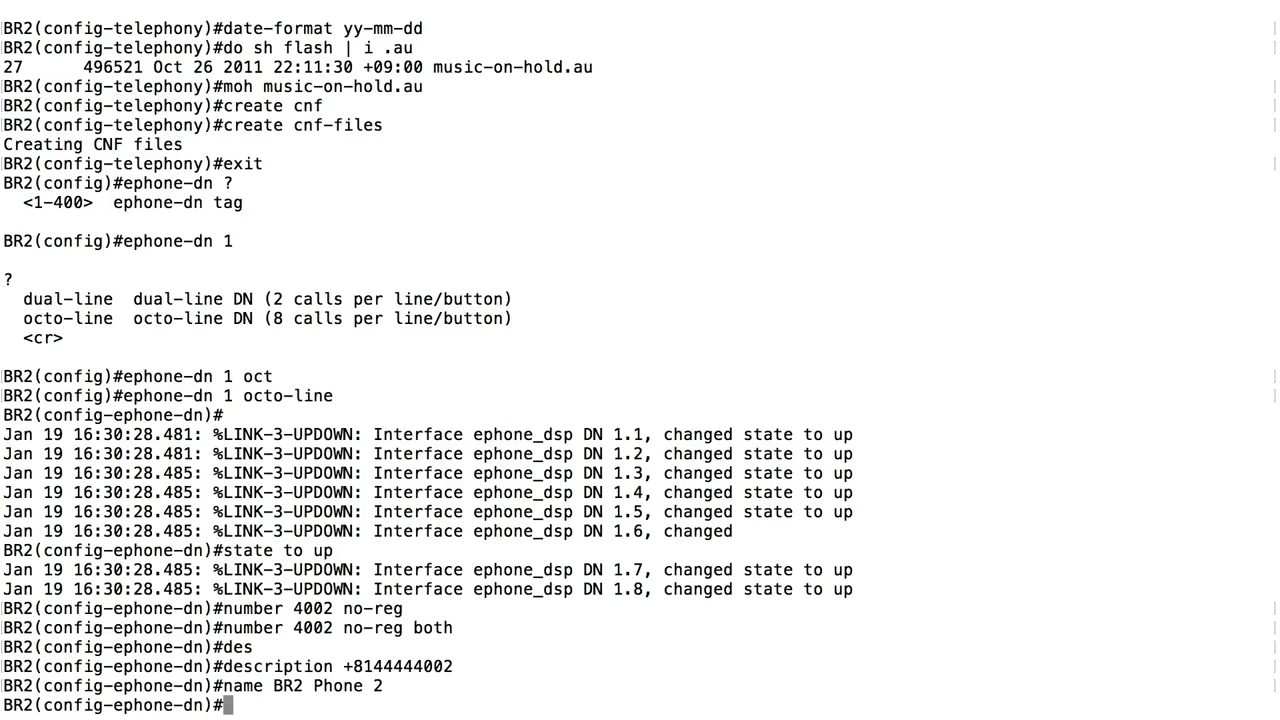 BR2(config-telephony)#date-format yy-mm-dd
BR2(config-telephony)#do sh flash | i .au
27      496521 Oct 26 2011 22:11:30 +09:00 music-on-hold.au
BR2(config-telephony)#moh music-on-hold.au
BR2(config-telephony)#create cnf
BR2(config-telephony)#create cnf-files
Creating CNF files
BR2(config-telephony)#exit
BR2(config)#ephone-dn ?
  <1-400>  ephone-dn tag
BR2(config)#ephone-dn 1
?
  dual-line  dual-line DN (2 calls per line/button)
  octo-line  octo-line DN (8 calls per line/button)
  <cr>
BR2(config)#ephone-dn 1 oct
BR2(config)#ephone-dn 1 octo-line
BR2(config-ephone-dn)#
Jan 19 16:30:28.481: %LINK-3-UPDOWN: Interface ephone_dsp DN 1.1, changed state to up
Jan 19 16:30:28.481: %LINK-3-UPDOWN: Interface ephone_dsp DN 1.2, changed state to up
Jan 19 16:30:28.485: %LINK-3-UPDOWN: Interface ephone_dsp DN 1.3, changed state to up
Jan 19 16:30:28.485: %LINK-3-UPDOWN: Interface ephone_dsp DN 1.4, changed state to up
Jan 19 16:30:28.485: %LINK-3-UPDOWN: Interface ephone_dsp DN 1.5, changed state to up
Jan 19 16:30:28.485: %LINK-3-UPDOWN: Interface ephone_dsp DN 1.6, changed
BR2(config-ephone-dn)#state to up
Jan 19 16:30:28.485: %LINK-3-UPDOWN: Interface ephone_dsp DN 1.7, changed state to up
Jan 19 16:30:28.485: %LINK-3-UPDOWN: Interface ephone_dsp DN 1.8, changed state to up
BR2(config-ephone-dn)#number 4002 no-reg
BR2(config-ephone-dn)#number 4002 no-reg both
BR2(config-ephone-dn)#des
BR2(config-ephone-dn)#description +8144444002
BR2(config-ephone-dn)#name BR2 Phone 2
BR2(config-ephone-dn)#